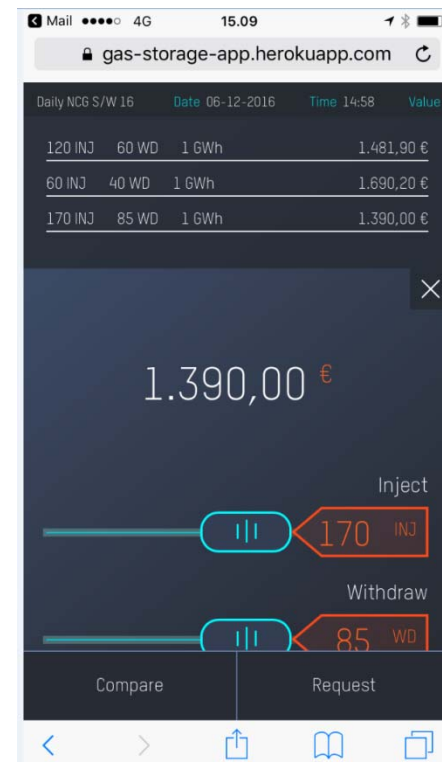 Mail 4G 15.09
gas-storage-app.herokuapp.com
Daily NCG S/W 16 Date 06-12-2016 Time 14:58 Value
120 INJ 60 WD 1 GWh 1.481,90 €
60 INJ 40 WD 1 GWh 1.690,20 €
170 INJ 85 WD 1 GWh 1.390,00 €
1.390,00 €
Inject
170 INJ
Withdraw
85 WD
Compare Request